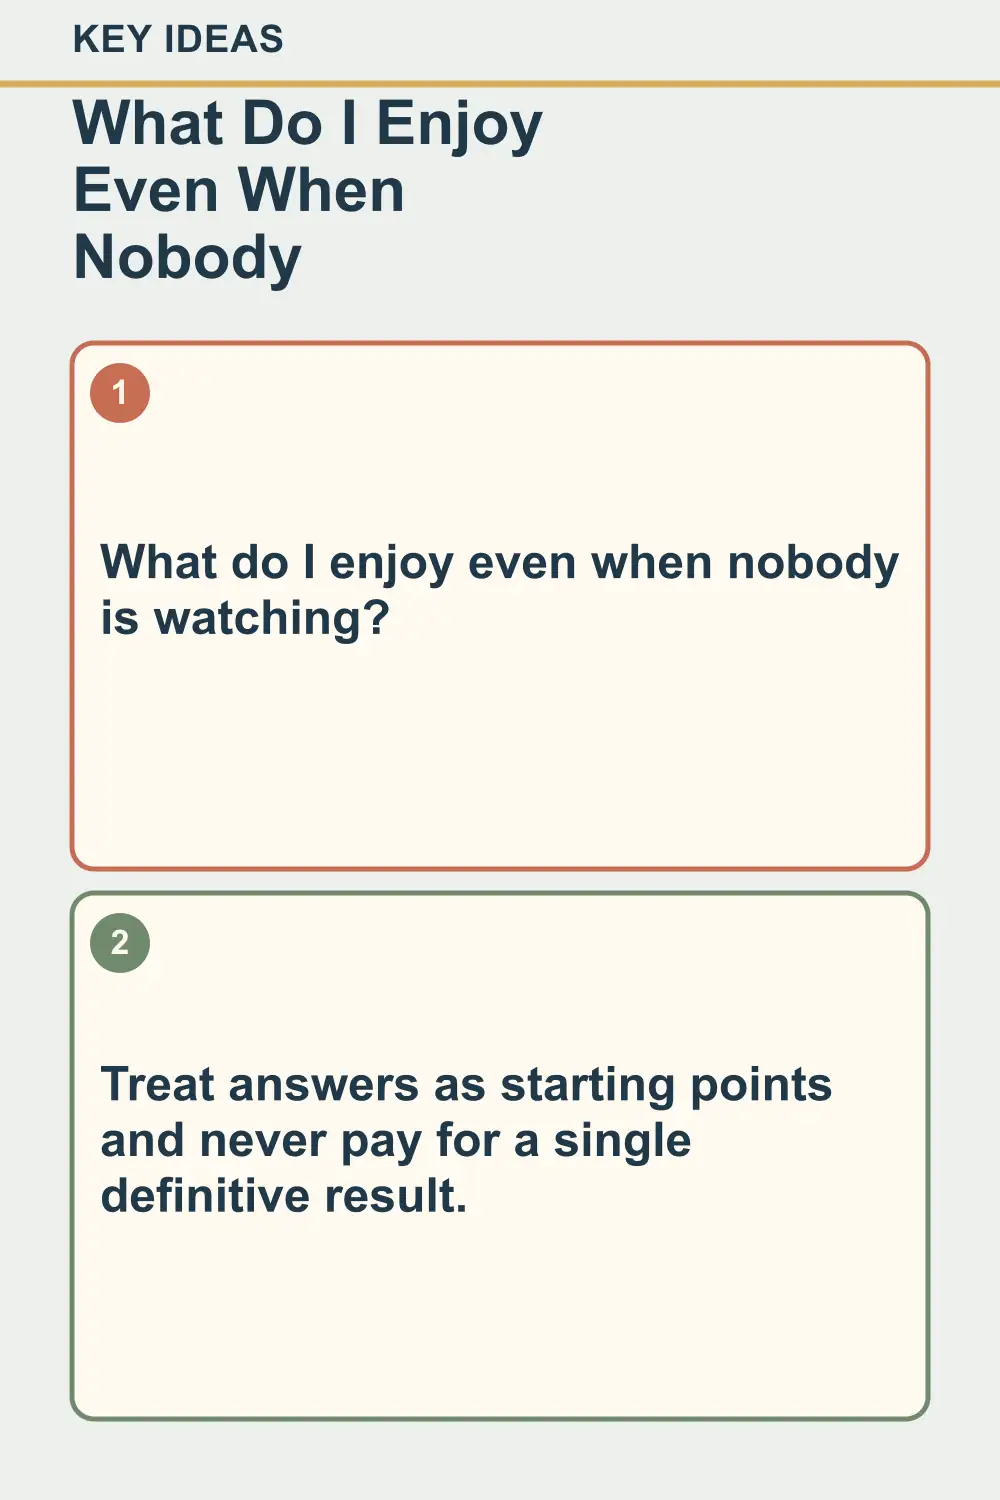 KEY IDEAS
What Do I Enjoy
Even When
Nobody
1
What do I enjoy even when nobody
is watching?
2
Treat answers as starting points
and never pay for a single
definitive result.